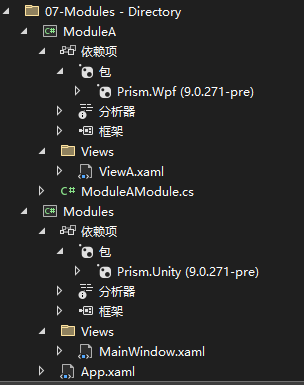 07-Modules - Directory
C# ModuleA
依赖项
包
Prism.Wpf (9.0.271-pre)
分析器
框架
Views
ViewA.xaml
C# ModuleAModule.cs
C# Modules
依赖项
包
Prism.Unity (9.0.271-pre)
分析器
框架
Views
MainWindow.xaml
App.xaml